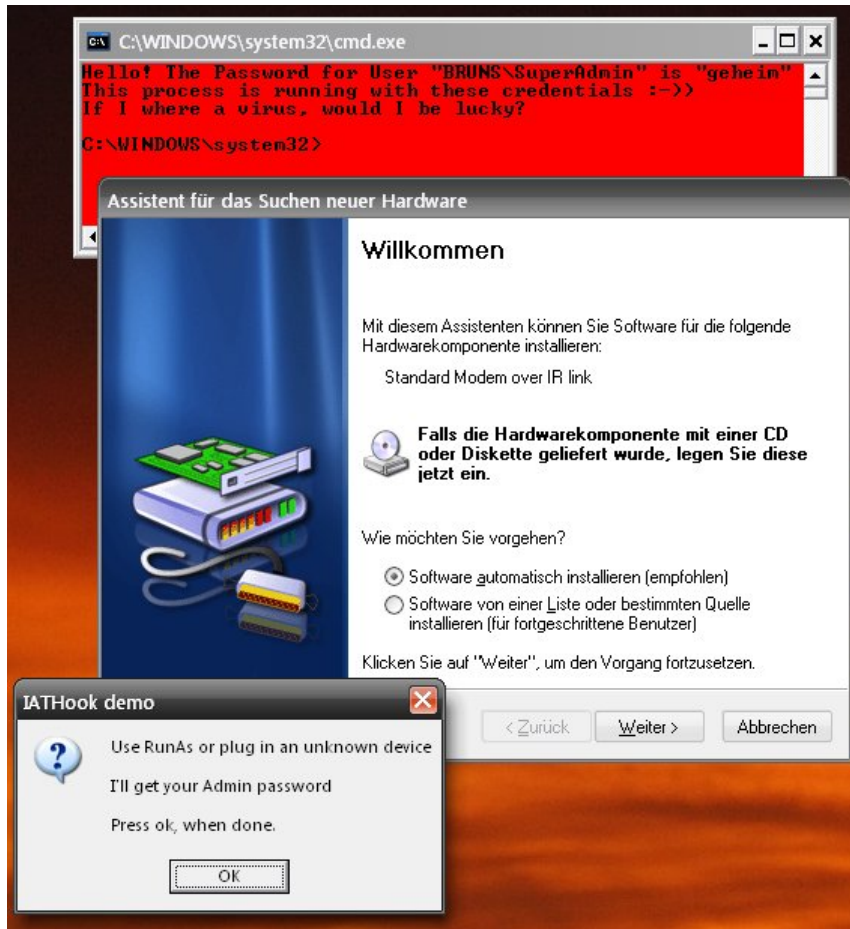 C:\WINDOWS\system32\cmd.exe
Hello! The Password for User "BRUNS\SuperAdmin" is "geheim"
This process is running with these credentials :->>
If I where a virus, would I be lucky?
C:\WINDOWS\system32>
Assistent für das Suchen neuer Hardware
Willkommen
Mit diesem Assistenten können Sie Software für die folgende
Hardwarekomponente installieren:
Standard Modem over IR link
Falls die Hardwarekomponente mit einer CD
oder Diskette geliefert wurde, legen Sie diese
jetzt ein.
Wie möchten Sie vorgehen?
Software automatisch installieren (empfohlen)
Software von einer Liste oder bestimmten Quelle
installieren (für fortgeschrittene Benutzer)
Klicken Sie auf "Weiter", um den Vorgang fortzusetzen.
< Zurück Weiter > Abbrechen
IATHook demo
Use RunAs or plug in an unknown device
I'll get your Admin password
Press ok, when done.
OK